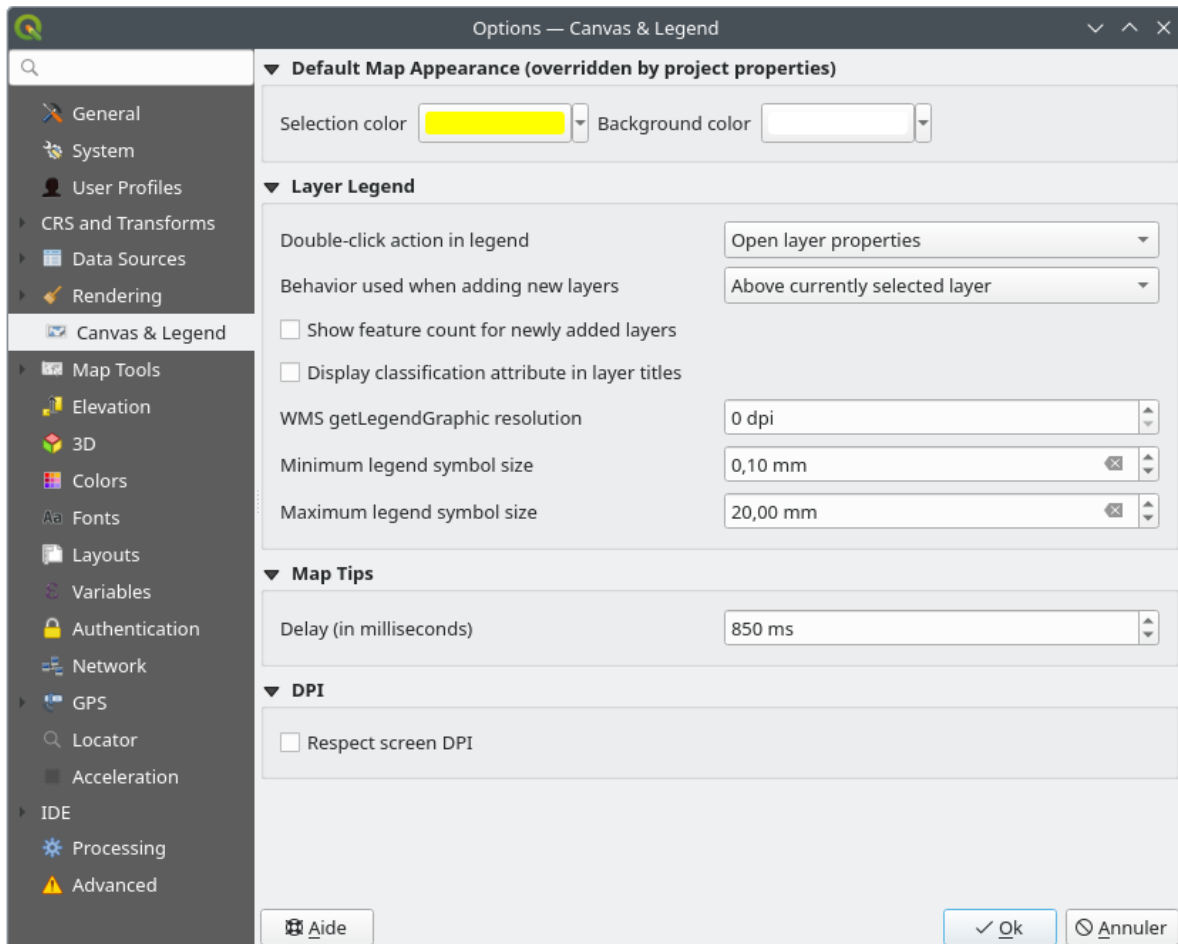 Options — Canvas & Legend
General
System
User Profiles
CRS and Transforms
Data Sources
Rendering
Canvas & Legend
Map Tools
Elevation
3D
Colors
Fonts
Layouts
Variables
Authentication
Network
GPS
Locator
Acceleration
IDE
Processing
Advanced
Default Map Appearance (overridden by project properties)
Selection color Background color
Layer Legend
Double-click action in legend Open layer properties
Behavior used when adding new layers Above currently selected layer
Show feature count for newly added layers
Display classification attribute in layer titles
WMS getLegendGraphic resolution 0 dpi
Minimum legend symbol size 0,10 mm
Maximum legend symbol size 20,00 mm
Map Tips
Delay (in milliseconds) 850 ms
DPI
Respect screen DPI
Aide Ok Annuler